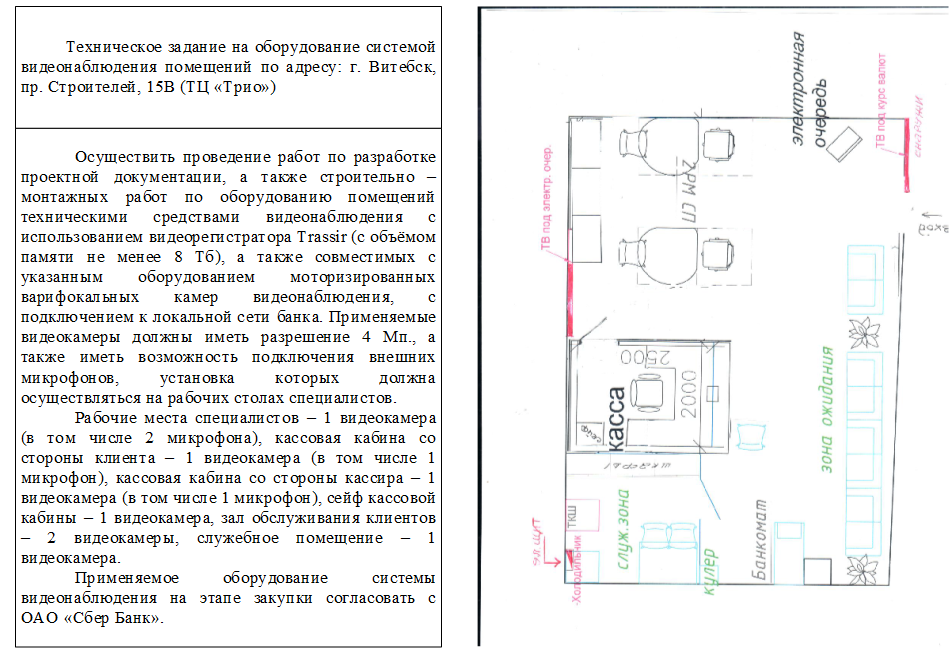 Техническое задание на оборудование системой
видеонаблюдения помещений по адресу: г. Витебск,
пр. Строителей, 15В (ТЦ «Трио»)
Осуществить проведение работ по разработке
проектной документации, а также строительно –
монтажных работ по оборудованию помещений
техническими средствами видеонаблюдения с
использованием видеорегистратора Trassir (с объёмом
памяти не менее 8 Тб), а также совместимых с
указанным оборудованием моторизированных
варифокальных камер видеонаблюдения, с
подключением к локальной сети банка. Применяемые
видеокамеры должны иметь разрешение 4 Мп., а
также иметь возможность подключения внешних
микрофонов, установка которых должна
осуществляться на рабочих столах специалистов.
Рабочие места специалистов – 1 видеокамера
(в том числе 2 микрофона), кассовая кабина со
стороны клиента – 1 видеокамера (в том числе 1
микрофон), кассовая кабина со стороны кассира – 1
видеокамера (в том числе 1 микрофон), сейф кассовой
кабины – 1 видеокамера, зал обслуживания клиентов
– 2 видеокамеры, служебное помещение – 1
видеокамера.
Применяемое оборудование системы
видеонаблюдения на этапе закупки согласовать с
ОАО «Сбер Банк».
электронная
очередь
ТВ под курс валют
снаружи
ТВ под электр. очер.
2РМ СП
вход
2500
2000
касса
сейф
шкафы
зона ожидания
ТКШ
эл. щит
Холодильник
служ.зона
кулер
Банкомат